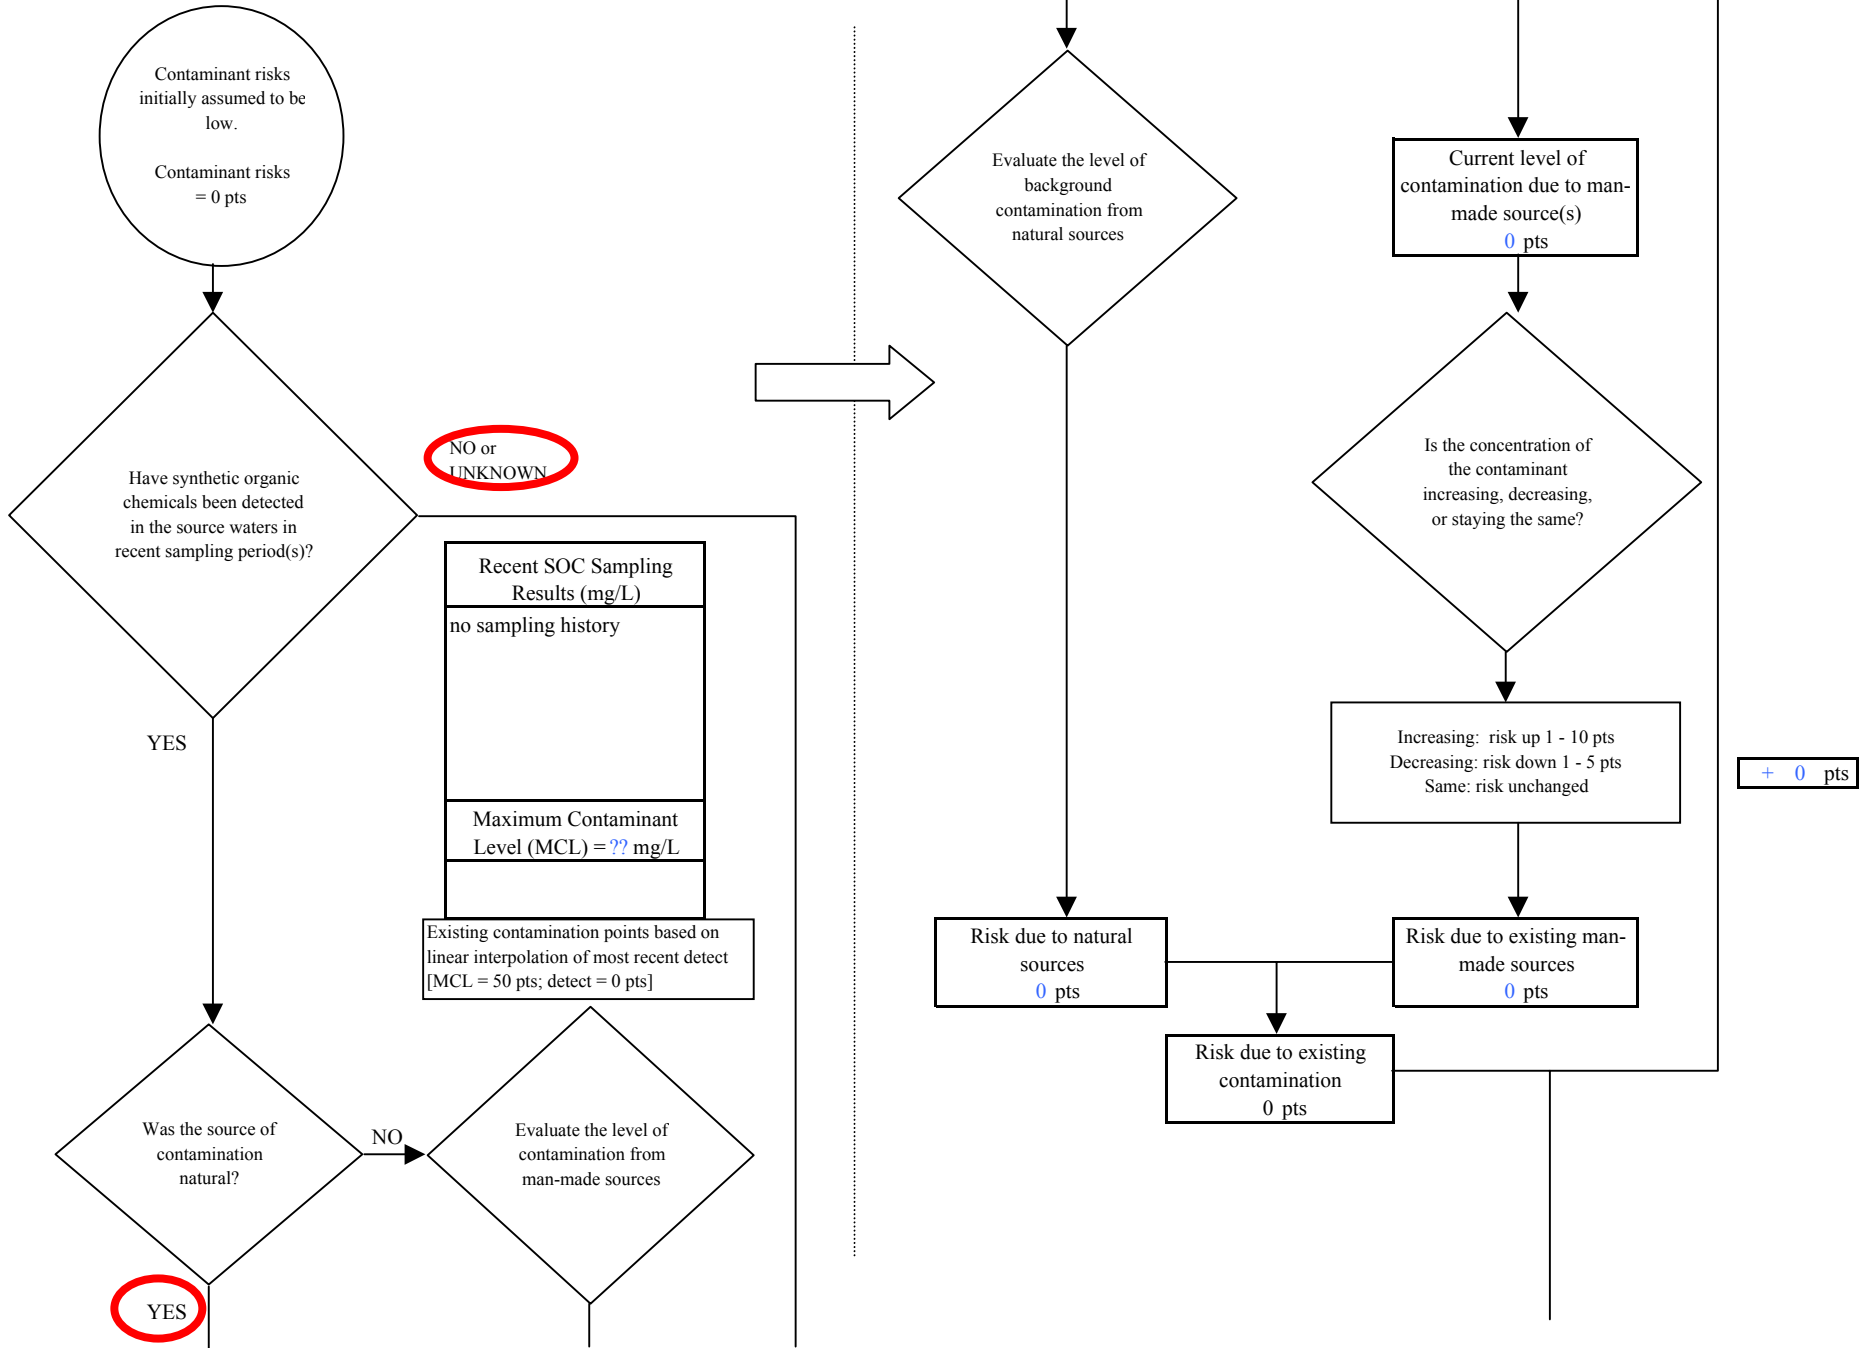 Contaminant risks
initially assumed to be
low.
Contaminant risks
= 0 pts
Have synthetic organic
chemicals been detected
in the source waters in
recent sampling period(s)?
NO or
UNKNOWN
YES
Recent SOC Sampling
Results (mg/L)
no sampling history
Maximum Contaminant
Level (MCL) = ?? mg/L
Existing contamination points based on
linear interpolation of most recent detect
[MCL = 50 pts; detect = 0 pts]
Was the source of
contamination
natural?
NO
Evaluate the level of
contamination from
man-made sources
YES
Evaluate the level of
background
contamination from
natural sources
Current level of
contamination due to man-
made source(s)
0 pts
Is the concentration of
the contaminant
increasing, decreasing,
or staying the same?
Increasing: risk up 1 - 10 pts
Decreasing: risk down 1 - 5 pts
Same: risk unchanged
+ 0 pts
Risk due to natural
sources
0 pts
Risk due to existing man-
made sources
0 pts
Risk due to existing
contamination
0 pts